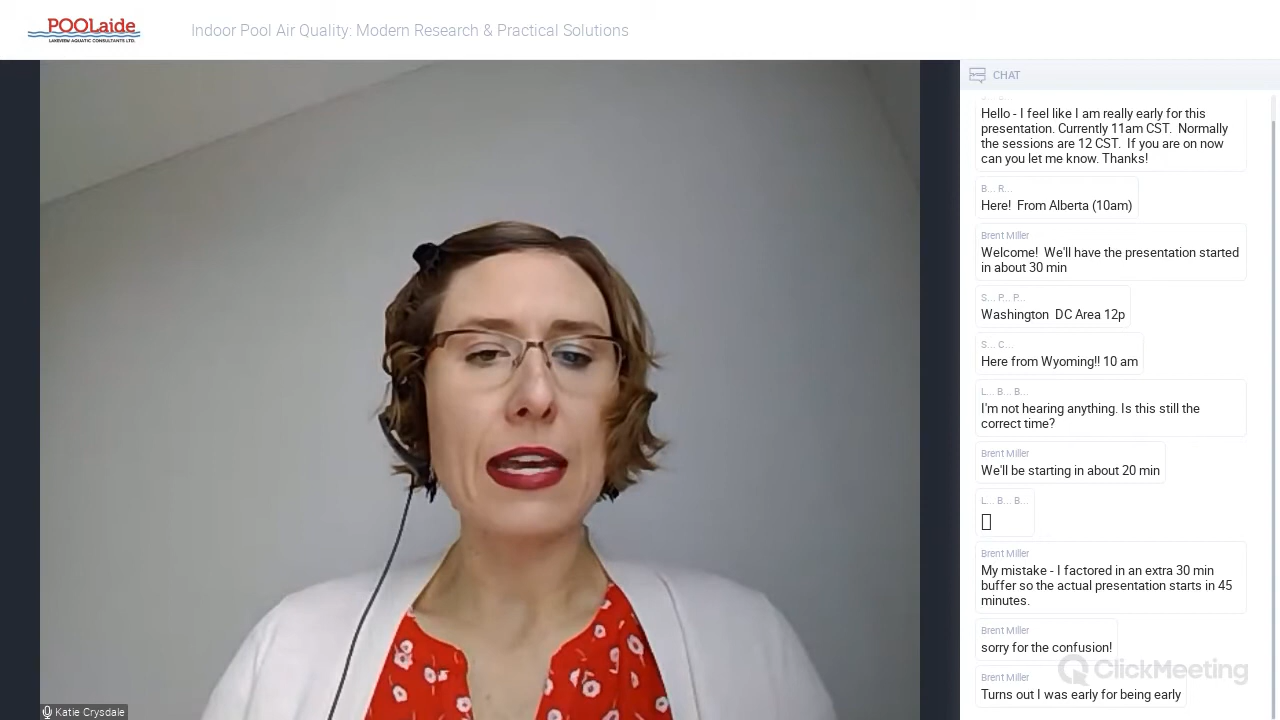 POOLaide
LAKEVIEW AQUATIC CONSULTANTS LTD.
Indoor Pool Air Quality: Modern Research & Practical Solutions
CHAT
Hello - I feel like I am really early for this
presentation. Currently 11am CST. Normally
the sessions are 12 CST. If you are on now
can you let me know. Thanks!
B... R...
Here! From Alberta (10am)
Brent Miller
Welcome! We'll have the presentation started
in about 30 min
S... P... P...
Washington DC Area 12p
S... C...
Here from Wyoming!! 10 am
L... B... B...
I'm not hearing anything. Is this still the
correct time?
Brent Miller
We'll be starting in about 20 min
L... B... B...
Brent Miller
My mistake - I factored in an extra 30 min
buffer so the actual presentation starts in 45
minutes.
Brent Miller
sorry for the confusion!
Brent Miller
Turns out I was early for being early
ClickMeeting
Katie Crysdale